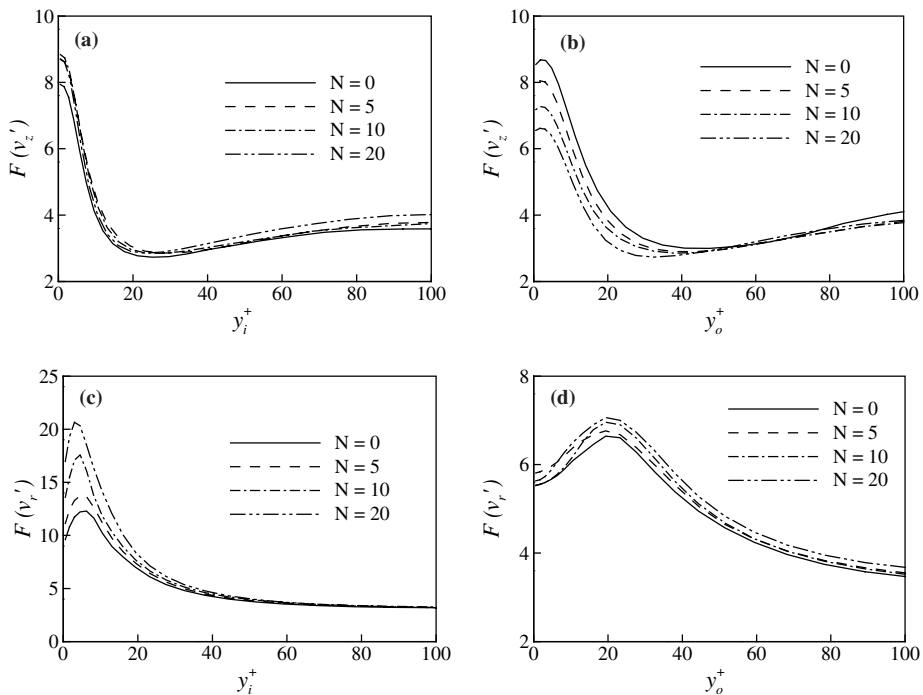 (a)
F (v_z′)
10
8
6
4
2
0 20 40 60 80 100
y_i^+
N = 0
N = 5
N = 10
N = 20
(b)
F (v_z′)
10
8
6
4
2
0 20 40 60 80 100
y_o^+
N = 0
N = 5
N = 10
N = 20
(c)
F (v_r′)
25
20
15
10
5
0
0 20 40 60 80 100
y_i^+
N = 0
N = 5
N = 10
N = 20
(d)
F (v_r′)
8
6
4
2
0 20 40 60 80 100
y_o^+
N = 0
N = 5
N = 10
N = 20